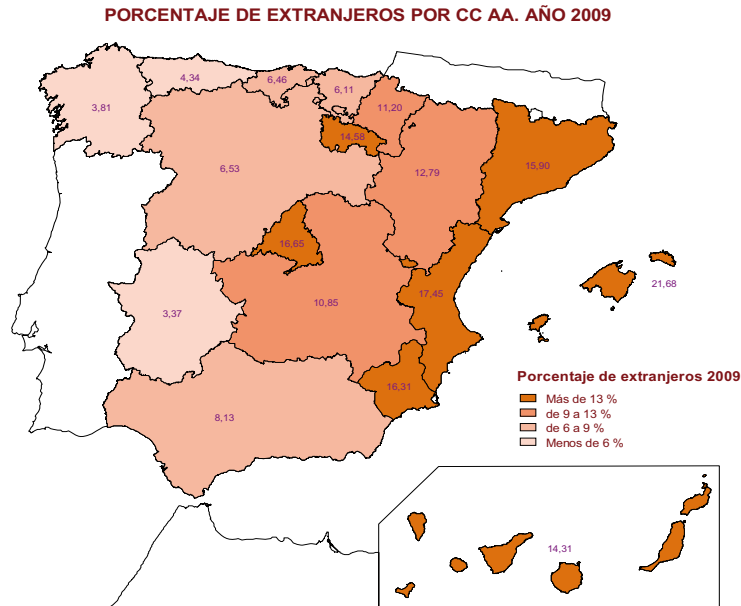 PORCENTAJE DE EXTRANJEROS POR CC AA. AÑO 2009
4,34
6,46
6,11
3,81
11,20
14,58
15,90
6,53
12,79
16,65
21,68
17,45
10,85
3,37
16,31
8,13
Porcentaje de extranjeros 2009
Más de 13 %
de 9 a 13 %
de 6 a 9 %
Menos de 6 %
14,31